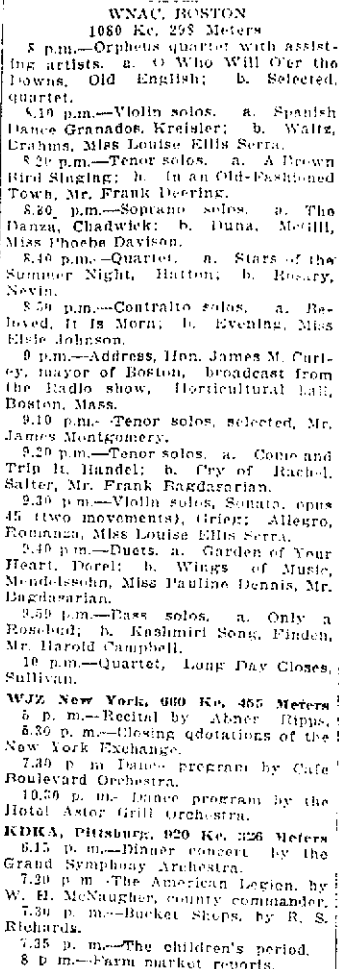 WNAC, BOSTON
1080 Kc. 298 Meters
8 p.m.—Orpheus quartet with assist-
ing artists. a. O Who Will O'er the
Downs, Old English; b. Selected,
quartet.
8.10 p.m.—Violin solos. a. Spanish
Dance Granados, Kreisler; b. Waltz,
Brahms, Miss Louise Ellis Serra.
8.20 p.m.—Tenor solos. a. A Brown
Bird Singing; b. In an Old-Fashioned
Town, Mr. Frank Deering.
8.30 p.m.—Soprano solos. a. The
Danza, Chadwick; b. Duna, McGill,
Miss Phoebe Davison.
8.40 p.m.—Quartet. a. Stars of the
Summer Night, Hatton; b. Rosary,
Nevin.
8.50 p.m.—Contralto solos. a. Be-
loved, It Is Morn; b. Evening, Miss
Elsie Johnson.
9 p.m.—Address, Hon. James M. Curl-
ey, mayor of Boston, broadcast from
the Radio show, Horticultural hall,
Boston, Mass.
9.10 p.m.-Tenor solos, selected, Mr.
James Montgomery.
9.20 p.m.—Tenor solos. a. Come and
Trip It, Handel; b. Cry of Rachel,
Salter, Mr. Frank Bagdasarian.
9.30 p.m.—Violin solos, Sonata, opus
45 (two movements), Grieg; Allegro,
Romanza, Miss Louise Ellis Serra.
9.40 p.m.—Duets. a. Garden of Your
Heart, Dorel; b. Wings of Music,
Mendelssohn, Miss Pauline Dennis, Mr.
Bagdasarian.
9.50 p.m.—Bass solos. a. Only a
Rosebud; b. Kashmiri Song, Finden,
Mr. Harold Campbell.
10 p.m.—Quartet, Long Day Closes,
Sullivan.
WJZ New York, 660 Kc, 455 Meters
5 p. m.—Recital by Abner Ripps.
5.30 p. m.—Closing qdotations of the
New York Exchange.
7.30 p m Dance program by Cafe
Boulevard Orchestra.
10.30 p. m.- Dance program by the
Hotel Astor Grill Orchestra.
KDKA, Pittsburg, 920 Kc. 326 Meters
6.15 p. m.—Dinner concert by the
Grand Symphony Archestra.
7.20 p m -The American Legion, by
W. H. McNaugher, county commander.
7.30 p. m.—Bucket Shops, by R. S.
Richards.
7.35 p. m.—The children's period.
8 p m.—Farm market reports.